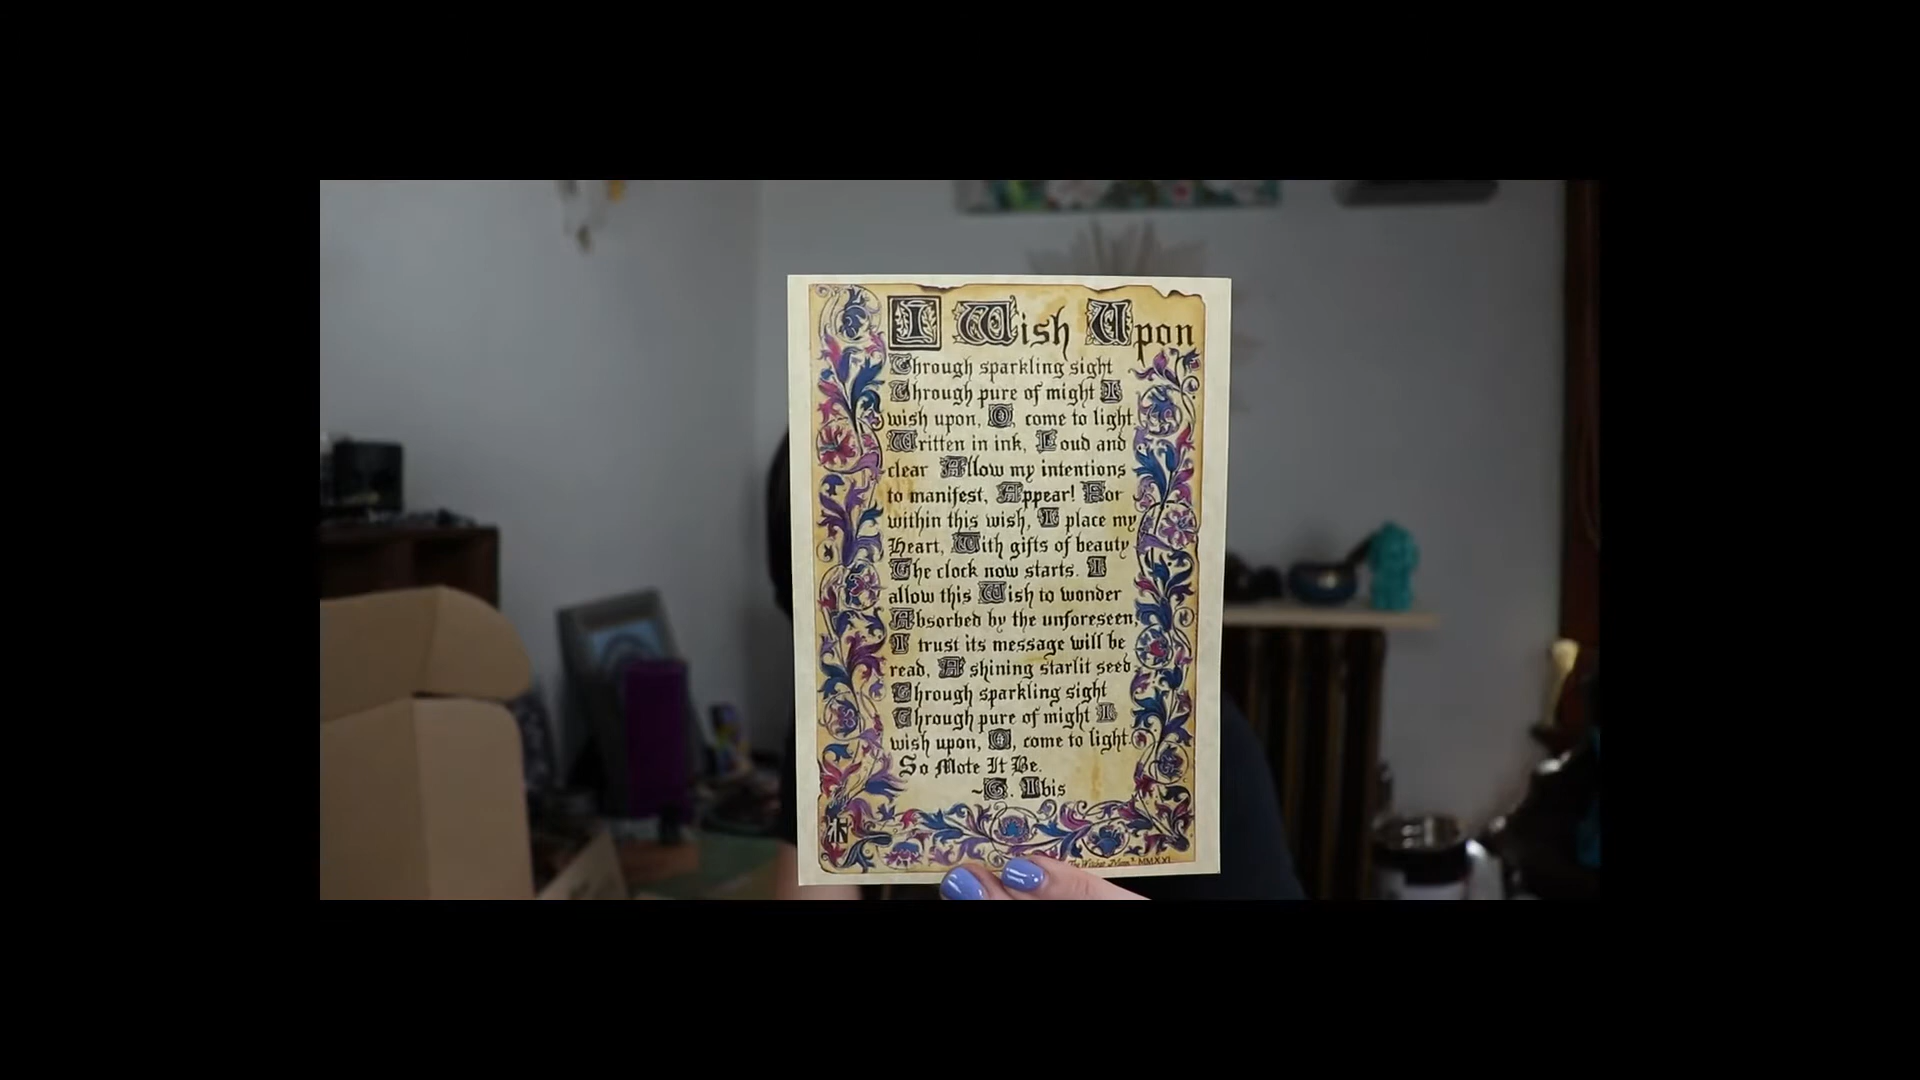 I Wish Upon
Through sparkling sight
Through pure of might I
wish upon, O, come to light.
Written in ink, Loud and
clear Allow my intentions
to manifest, Appear! For
within this wish, I place my
Heart, With gifts of beauty
The clock now starts. I
allow this Wish to wonder
Absorbed by the unforeseen,
I trust its message will be
read, A shining starlit seed
Through sparkling sight
Through pure of might I
wish upon, O, come to light.
So Mote It Be.
~T. Ibis
The Witches Moon® MMXXI